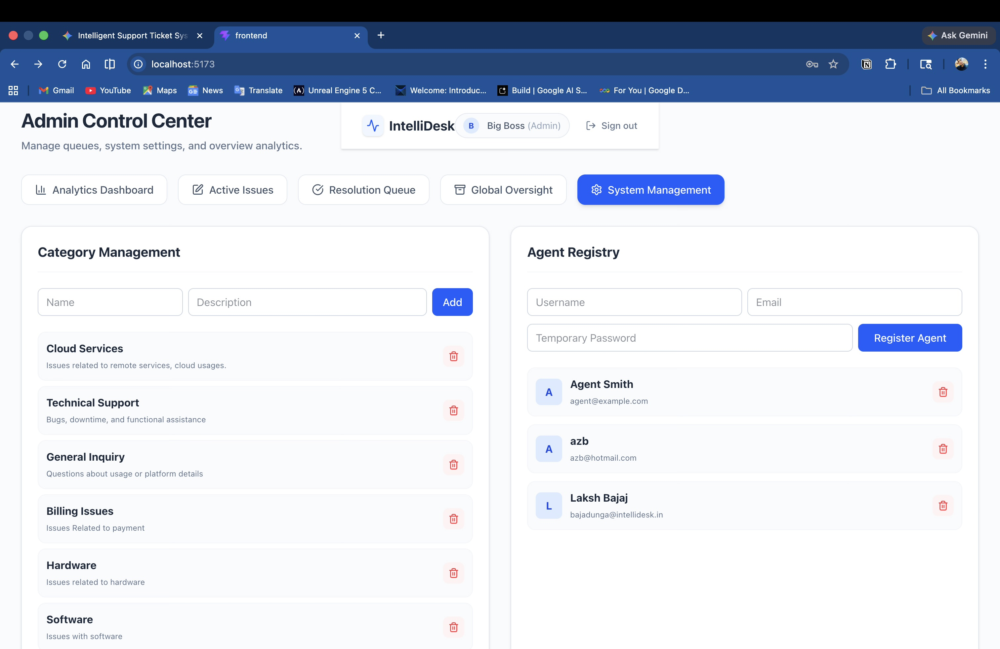 Intelligent Support Ticket Sys
frontend
Ask Gemini
localhost:5173
Gmail
YouTube
Maps
News
Translate
Unreal Engine 5 C...
Welcome: Introduc...
Build | Google AI S...
For You | Google D...
All Bookmarks
Admin Control Center
Manage queues, system settings, and overview analytics.
IntelliDesk
B
Big Boss (Admin)
Sign out
Analytics Dashboard
Active Issues
Resolution Queue
Global Oversight
System Management
Category Management
Name
Description
Add
Cloud Services
Issues related to remote services, cloud usages.
Technical Support
Bugs, downtime, and functional assistance
General Inquiry
Questions about usage or platform details
Billing Issues
Issues Related to payment
Hardware
Issues related to hardware
Software
Issues with software
Agent Registry
Username
Email
Temporary Password
Register Agent
A
Agent Smith
agent@example.com
A
azb
azb@hotmail.com
L
Laksh Bajaj
bajadunga@intellidesk.in